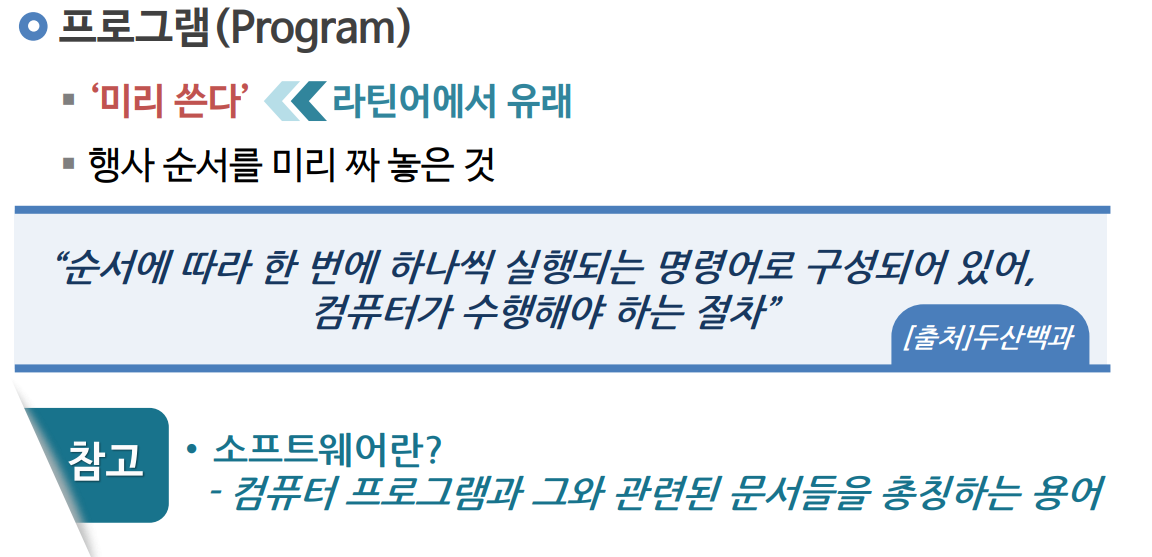 프로그램(Program)
‘미리 쓴다’ 라틴어에서 유래
행사 순서를 미리 짜 놓은 것
“순서에 따라 한 번에 하나씩 실행되는 명령어로 구성되어 있어,
컴퓨터가 수행해야 하는 절차”
[출처]두산백과
참고
• 소프트웨어란?
- 컴퓨터 프로그램과 그와 관련된 문서들을 총칭하는 용어